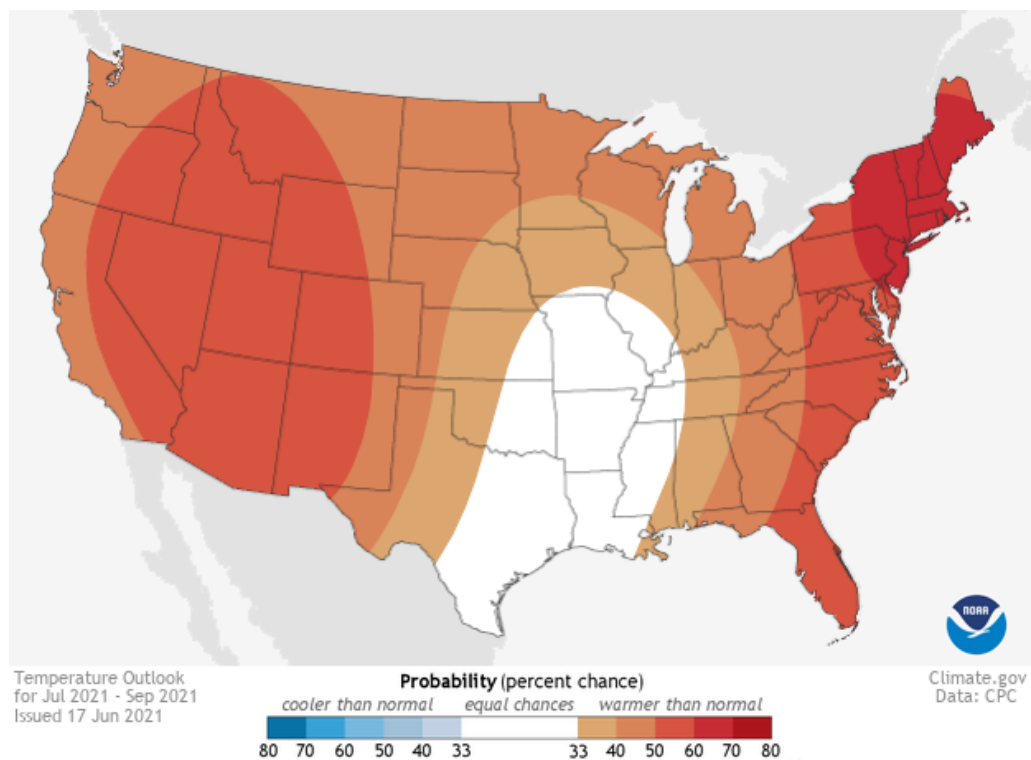 NOAA
Temperature Outlook
for Jul 2021 - Sep 2021
Issued 17 Jun 2021
Probability (percent chance)
cooler than normal equal chances warmer than normal
80 70 60 50 40 33 33 40 50 60 70 80
Climate.gov
Data: CPC